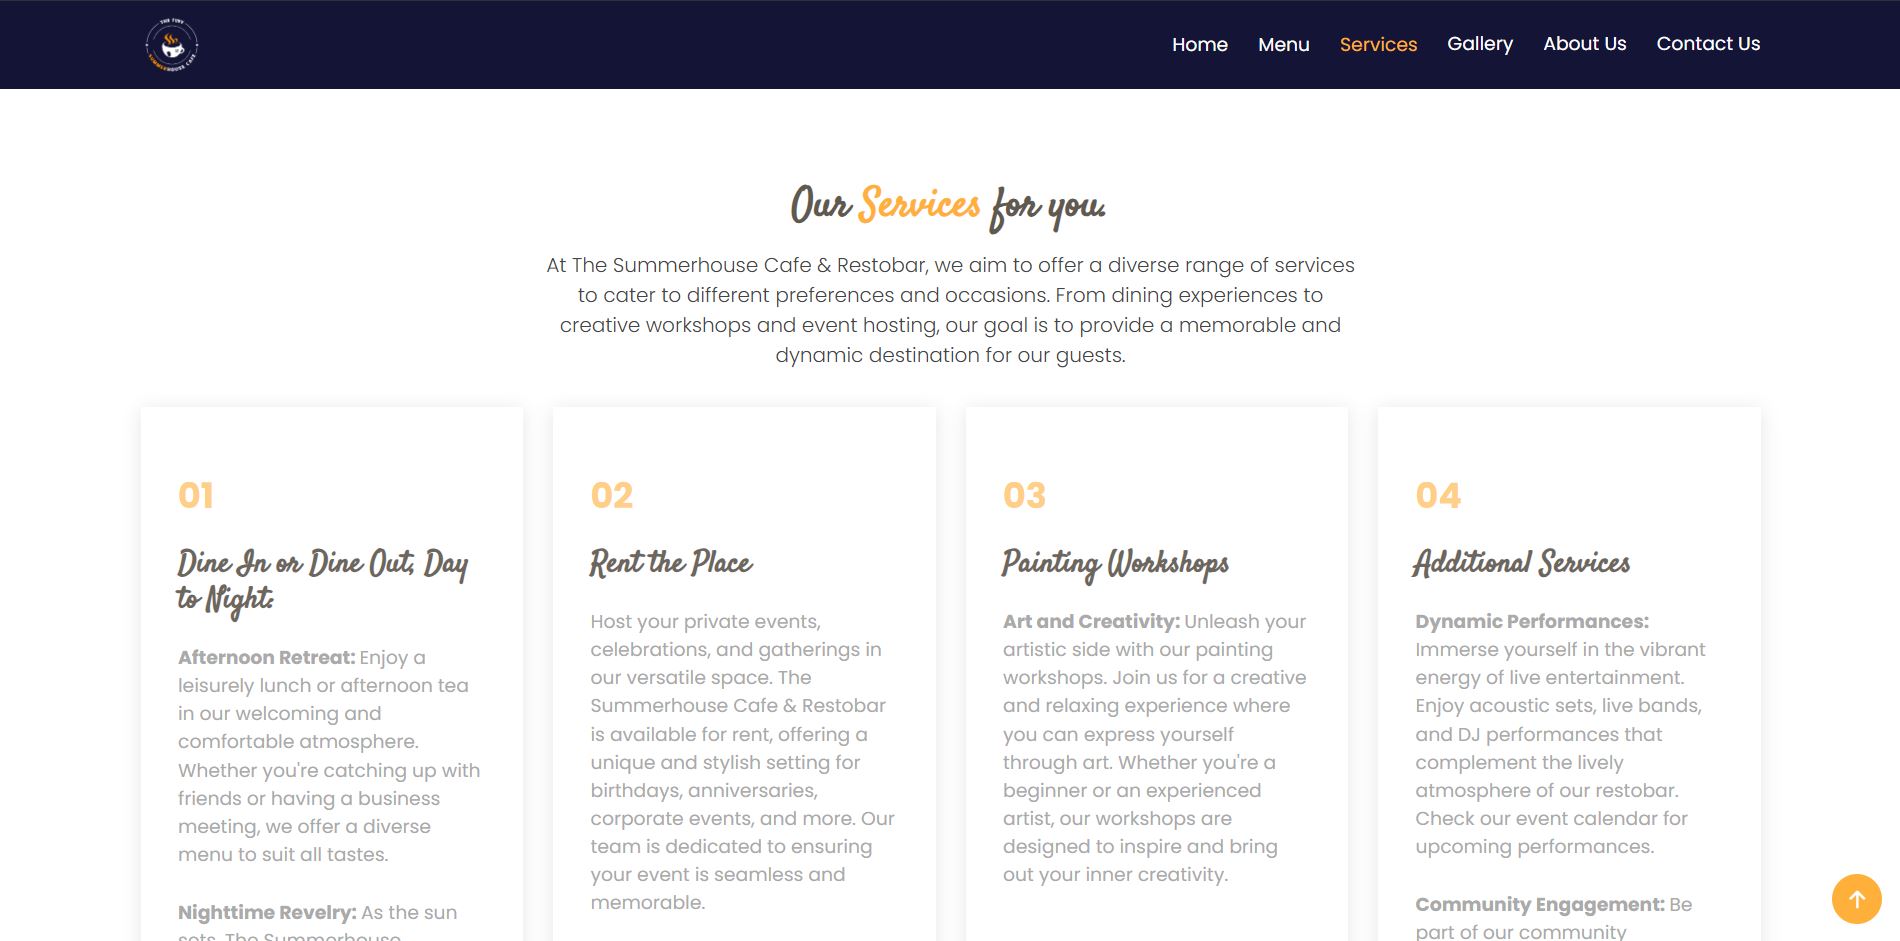 THE TINY
SUMMERHOUSE CAFE
Home Menu Services Gallery About Us Contact Us
Our Services for you.
At The Summerhouse Cafe & Restobar, we aim to offer a diverse range of services
to cater to different preferences and occasions. From dining experiences to
creative workshops and event hosting, our goal is to provide a memorable and
dynamic destination for our guests.
01
Dine In or Dine Out, Day
to Night:
Afternoon Retreat: Enjoy a
leisurely lunch or afternoon tea
in our welcoming and
comfortable atmosphere.
Whether you're catching up with
friends or having a business
meeting, we offer a diverse
menu to suit all tastes.
Nighttime Revelry: As the sun
sets, The Summerhouse
02
Rent the Place
Host your private events,
celebrations, and gatherings in
our versatile space. The
Summerhouse Cafe & Restobar
is available for rent, offering a
unique and stylish setting for
birthdays, anniversaries,
corporate events, and more. Our
team is dedicated to ensuring
your event is seamless and
memorable.
03
Painting Workshops
Art and Creativity: Unleash your
artistic side with our painting
workshops. Join us for a creative
and relaxing experience where
you can express yourself
through art. Whether you're a
beginner or an experienced
artist, our workshops are
designed to inspire and bring
out your inner creativity.
04
Additional Services
Dynamic Performances:
Immerse yourself in the vibrant
energy of live entertainment.
Enjoy acoustic sets, live bands,
and DJ performances that
complement the lively
atmosphere of our restobar.
Check our event calendar for
upcoming performances.
Community Engagement: Be
part of our community